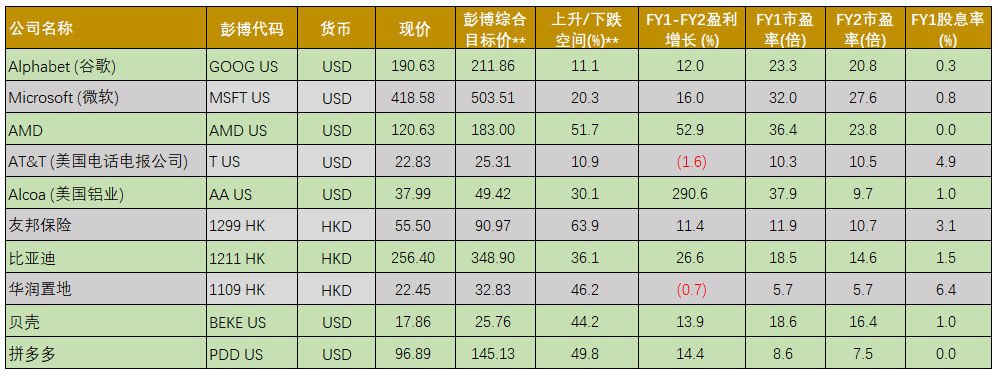 公司名称 彭博代码 货币 现价 彭博综合目标价** 上升/下跌空间(%)** FY1-FY2盈利增长 (%) FY1市盈率(倍) FY2市盈率(倍) FY1股息率(%)
Alphabet (谷歌) GOOG US USD 190.63 211.86 11.1 12.0 23.3 20.8 0.3
Microsoft (微软) MSFT US USD 418.58 503.51 20.3 16.0 32.0 27.6 0.8
AMD AMD US USD 120.63 183.00 51.7 52.9 36.4 23.8 0.0
AT&T (美国电话电报公司) T US USD 22.83 25.31 10.9 (1.6) 10.3 10.5 4.9
Alcoa (美国铝业) AA US USD 37.99 49.42 30.1 290.6 37.9 9.7 1.0
友邦保险 1299 HK HKD 55.50 90.97 63.9 11.4 11.9 10.7 3.1
比亚迪 1211 HK HKD 256.40 348.90 36.1 26.6 18.5 14.6 1.5
华润置地 1109 HK HKD 22.45 32.83 46.2 (0.7) 5.7 5.7 6.4
贝壳 BEKE US USD 17.86 25.76 44.2 13.9 18.6 16.4 1.0
拼多多 PDD US USD 96.89 145.13 49.8 14.4 8.6 7.5 0.0